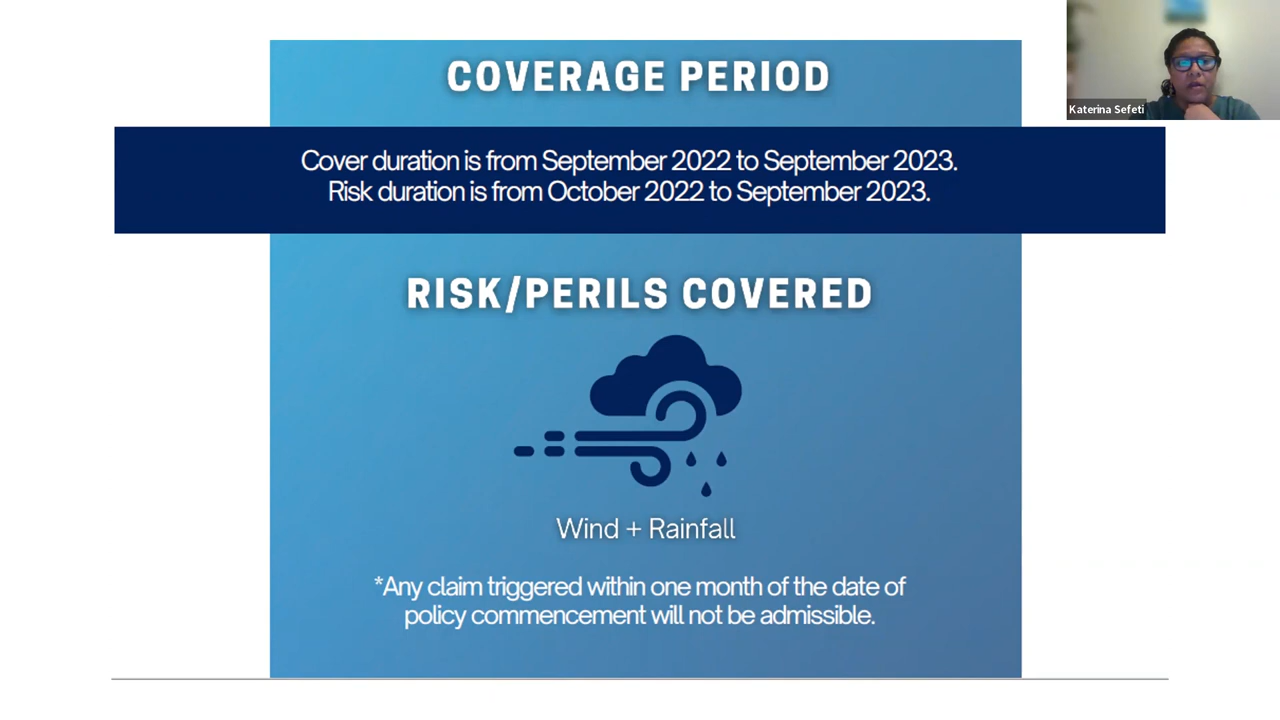 COVERAGE PERIOD
Katerina Sefeti
Cover duration is from September 2022 to September 2023.
Risk duration is from October 2022 to September 2023.
RISK/PERILS COVERED
Wind + Rainfall
*Any claim triggered within one month of the date of
policy commencement will not be admissible.